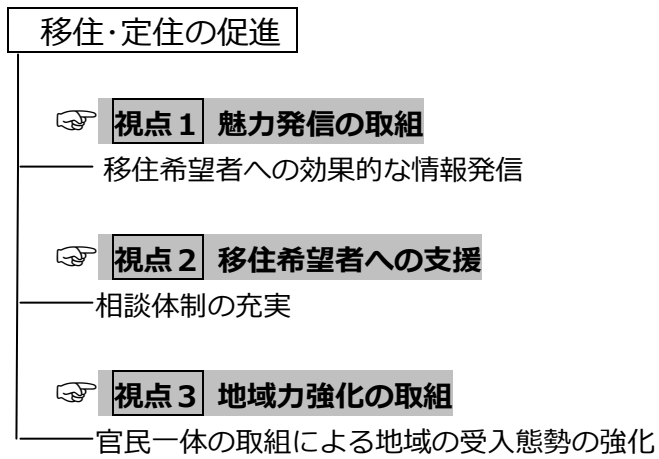 移住・定住の促進
☞ 視点１ 魅力発信の取組
移住希望者への効果的な情報発信
☞ 視点２ 移住希望者への支援
相談体制の充実
☞ 視点３ 地域力強化の取組
官民一体の取組による地域の受入態勢の強化